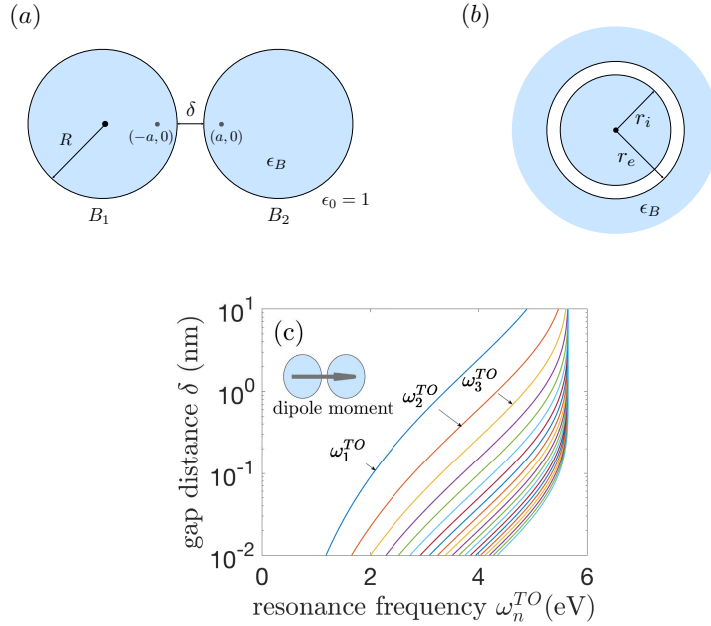 (a)
(b)
R
(−a, 0)
δ
(a, 0)
ϵ_B
ϵ_0 = 1
B_1
B_2
r_i
r_e
ϵ_B
(c)
dipole moment
ω_1^{TO}
ω_2^{TO}
ω_3^{TO}
gap distance δ (nm)
10^1
10^0
10^{-1}
10^{-2}
0
2
4
6
resonance frequency ω_n^{TO}(eV)